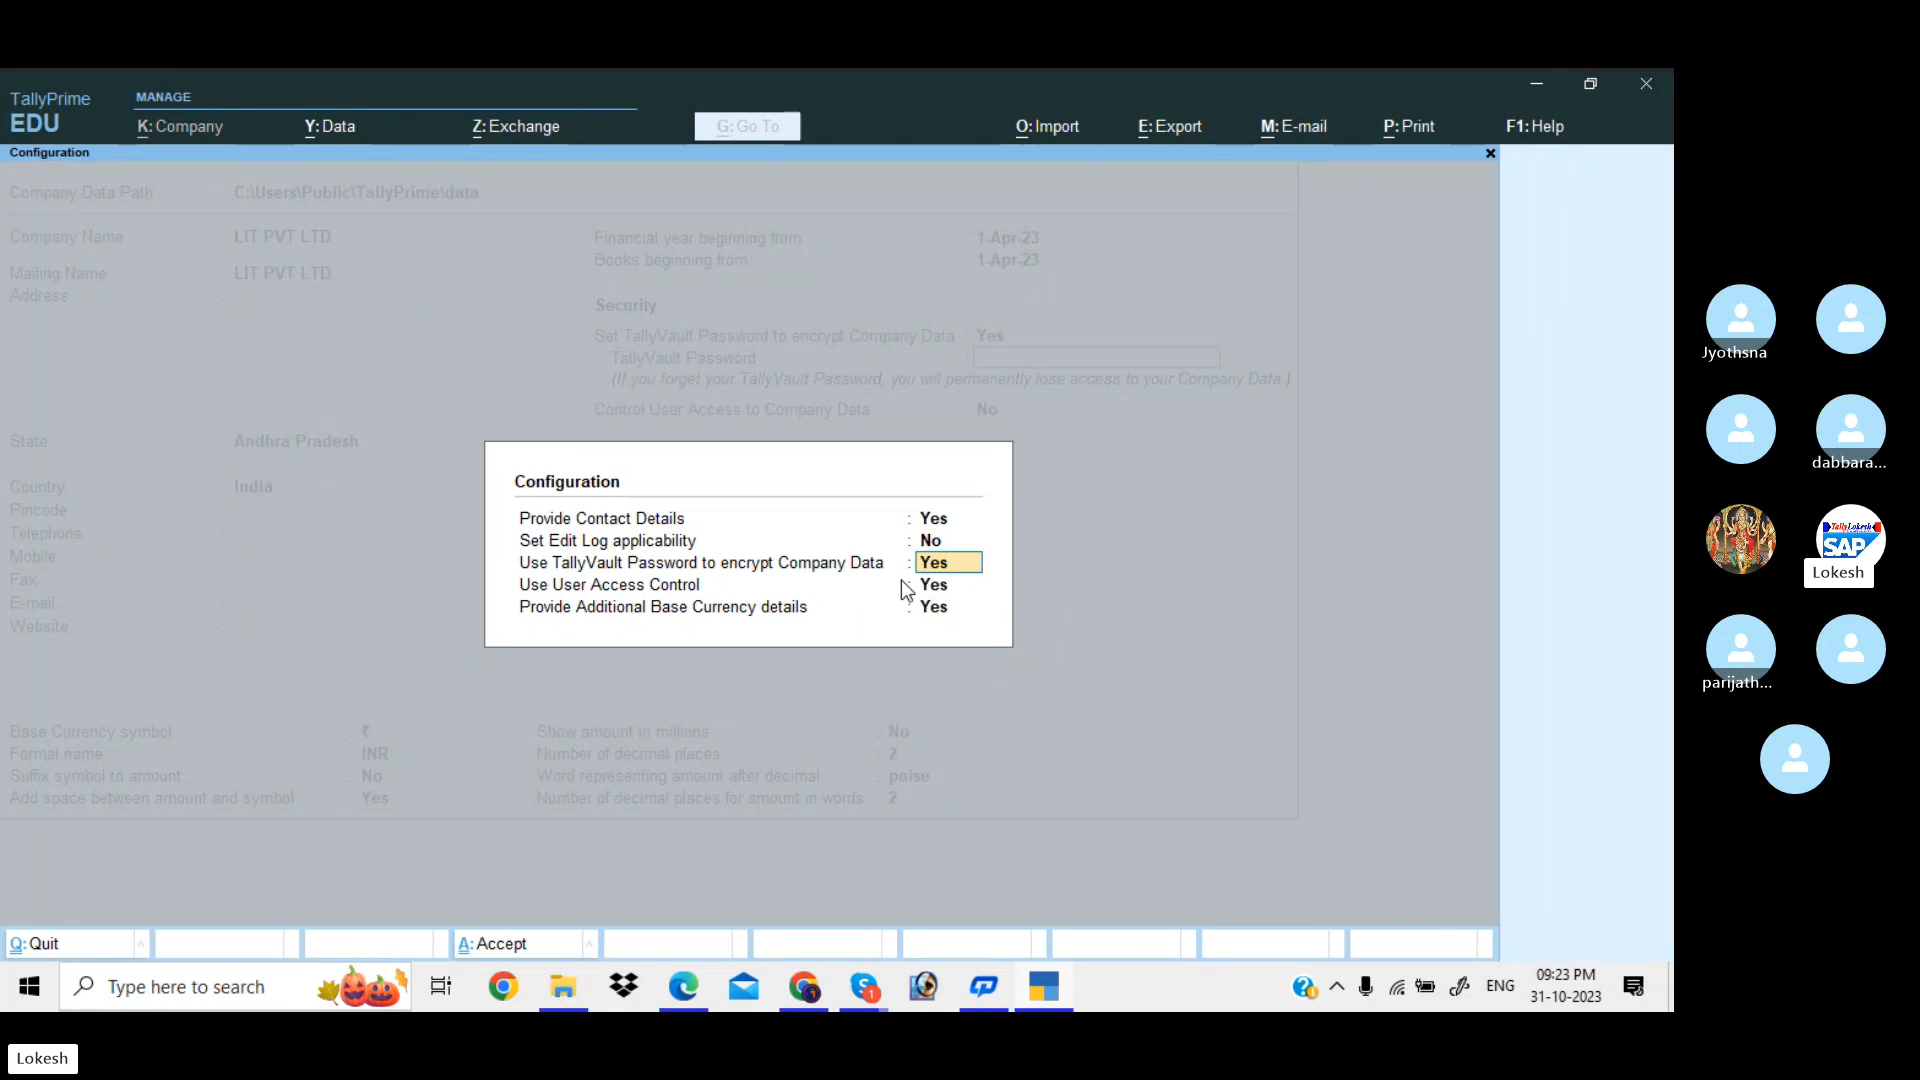 TallyPrime
EDU
MANAGE
K: Company
Y: Data
Z: Exchange
G: Go To
O: Import
E: Export
M: E-mail
P: Print
F1: Help
Configuration
Company Data Path : C:\Users\Public\TallyPrime\data
Company Name : LIT PVT LTD
Mailing Name : LIT PVT LTD
Address :
State : Andhra Pradesh
Country : India
Pincode :
Telephone :
Mobile :
Fax :
E-mail :
Website :
Financial year beginning from : 1-Apr-23
Books beginning from : 1-Apr-23
Security
Set TallyVault Password to encrypt Company Data : Yes
TallyVault Password :
(If you forget your TallyVault Password, you will permanently lose access to your Company Data.)
Control User Access to Company Data : No
Configuration
Provide Contact Details : Yes
Set Edit Log applicability : No
Use TallyVault Password to encrypt Company Data : Yes
Use User Access Control : Yes
Provide Additional Base Currency details : Yes
Base Currency symbol : ₹
Formal name : INR
Suffix symbol to amount : No
Add space between amount and symbol : Yes
Show amount in millions : No
Number of decimal places : 2
Word representing amount after decimal : paise
Number of decimal places for amount in words : 2
Q: Quit
A: Accept
Type here to search
1
ENG
09:23 PM
31-10-2023
Jyothsna
dabbara...
TallyLokesh
SAP
Lokesh
parijath...
Lokesh